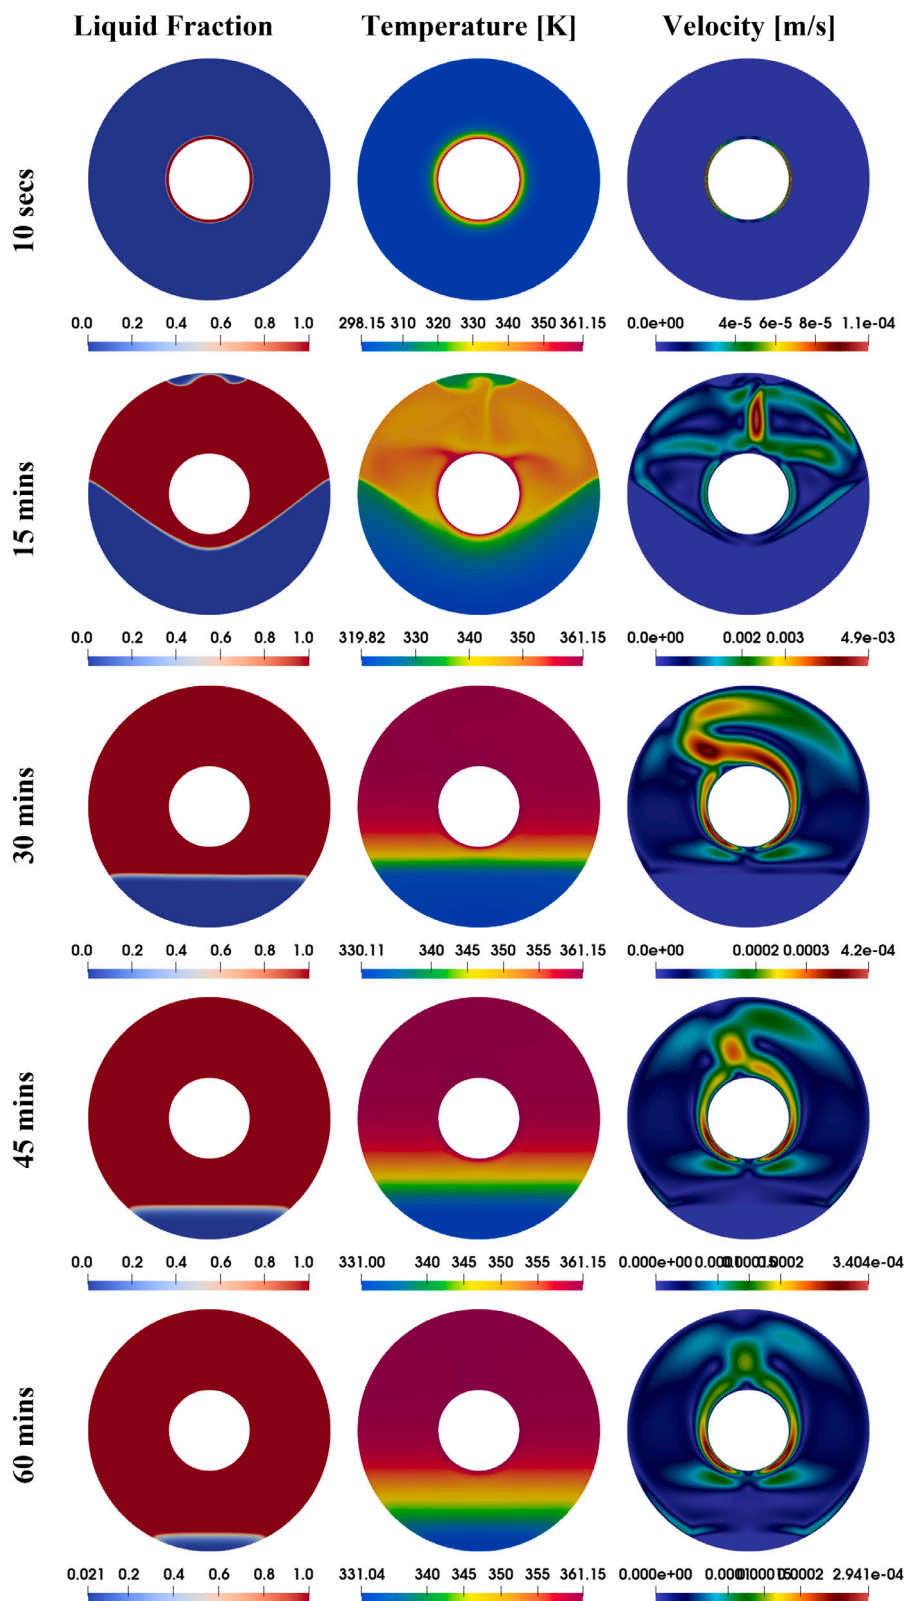 Liquid Fraction Temperature [K] Velocity [m/s]
10 secs
0.0 0.2 0.4 0.6 0.8 1.0 298.15 310 320 332 340 350 361.15 0.0e+00 4e-5 6e-5 8e-5 1.1e-04
15 mins
0.0 0.2 0.4 0.6 0.8 1.0 319.82 330 340 350 361.15 0.0e+00 0.002 0.003 4.9e-03
30 mins
0.0 0.2 0.4 0.6 0.8 1.0 330.11 340 345 350 355 361.15 0.0e+00 0.0002 0.0003 4.2e-04
45 mins
0.0 0.2 0.4 0.6 0.8 1.0 331.00 340 345 350 355 361.15 0.000e+00 3.404e-04
60 mins
0.021 0.2 0.4 0.6 0.8 1.0 331.04 340 345 350 355 361.15 0.000e+00 2.941e-04